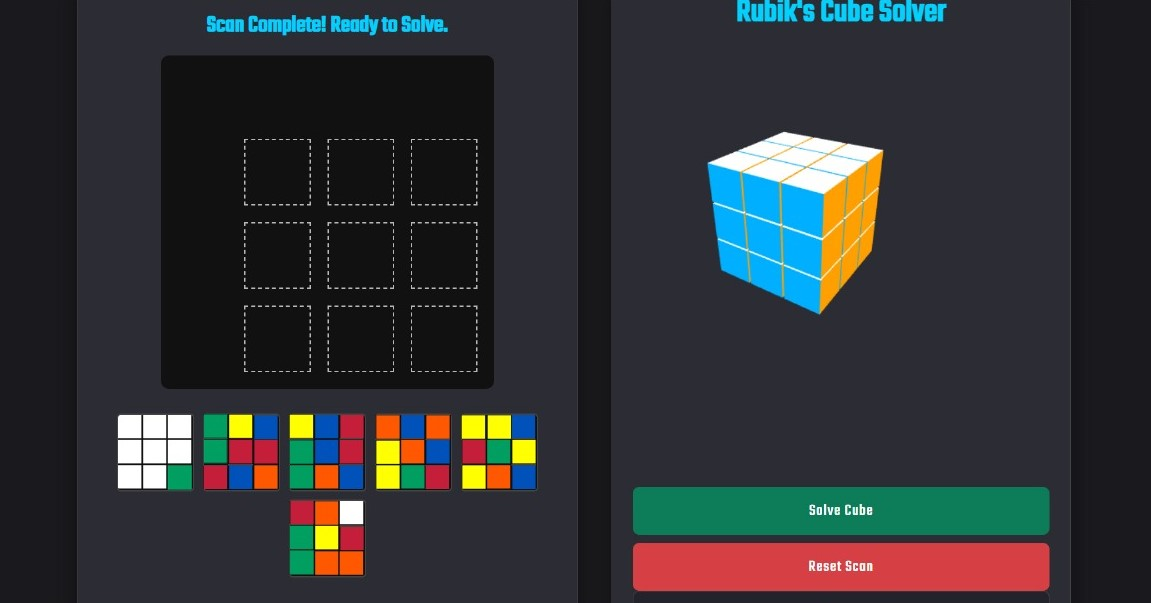 Scan Complete! Ready to Solve.
Rubik's Cube Solver
Solve Cube
Reset Scan